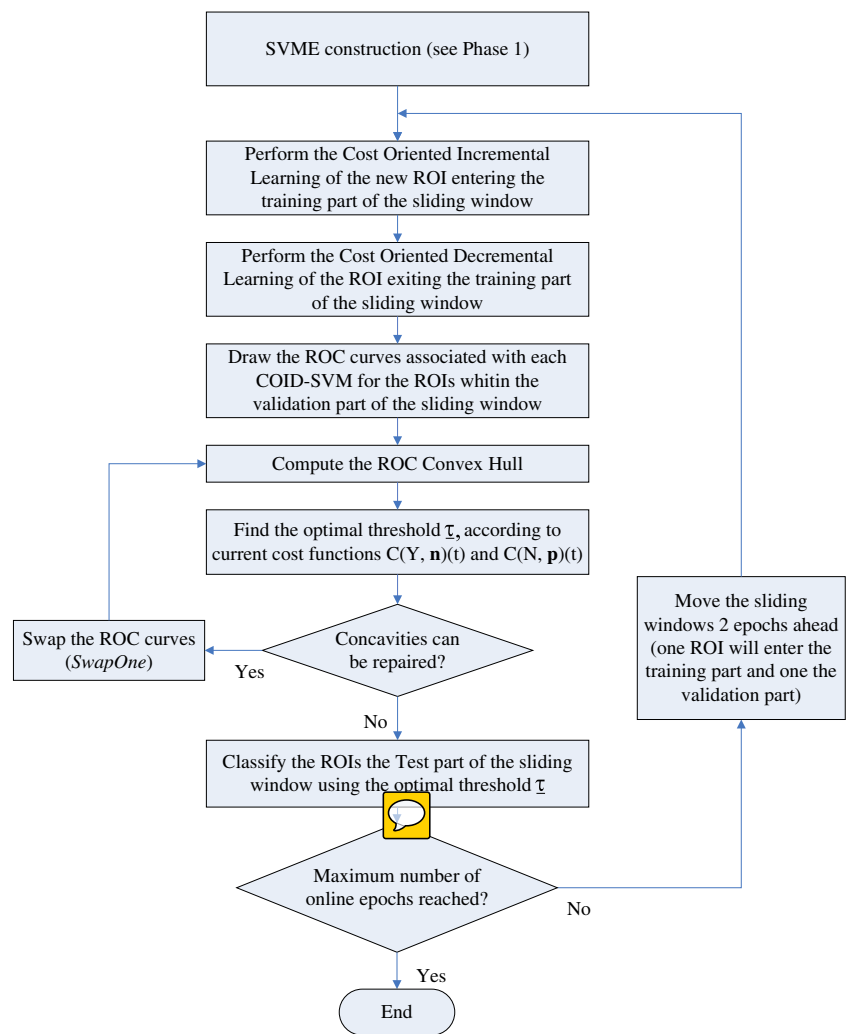 SVME construction (see Phase 1)
Perform the Cost Oriented Incremental
Learning of the new ROI entering the
training part of the sliding window
Perform the Cost Oriented Decremental
Learning of the ROI exiting the training part
of the sliding window
Draw the ROC curves associated with each
COID-SVM for the ROIs whitin the
validation part of the sliding window
Compute the ROC Convex Hull
Find the optimal threshold τ, according to
current cost functions C(Y, n)(t) and C(N, p)(t)
Concavities can
be repaired?
Yes
Swap the ROC curves
(SwapOne)
No
Classify the ROIs the Test part of the sliding
window using the optimal threshold τ
Maximum number of
online epochs reached?
No
Move the sliding
windows 2 epochs ahead
(one ROI will enter the
training part and one the
validation part)
Yes
End